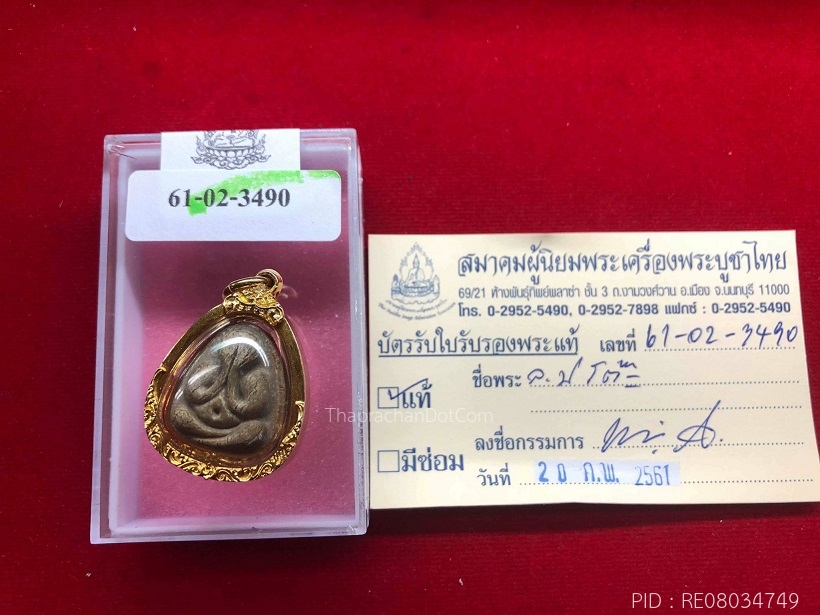 61-02-3490
ThaprachanDotCom
สมาคมผู้นิยมพระเครื่องพระบูชาไทย
69/21 ห้างพันธุ์ทิพย์พลาซ่า ชั้น 3 ถ.งามวงศ์วาน อ.เมือง จ.นนทบุรี 11000
โทร. 0-2952-5490, 0-2952-7898 แฟกซ์ : 0-2952-5490
บัตรรับใบรับรองพระแท้ เลขที่ 61-02-3490
แท้ ชื่อพระ ล.ป โต๊ะ
ลงชื่อกรรมการ
มีซ่อม
วันที่ 20 ก.พ. 2561
PID : RE08034749